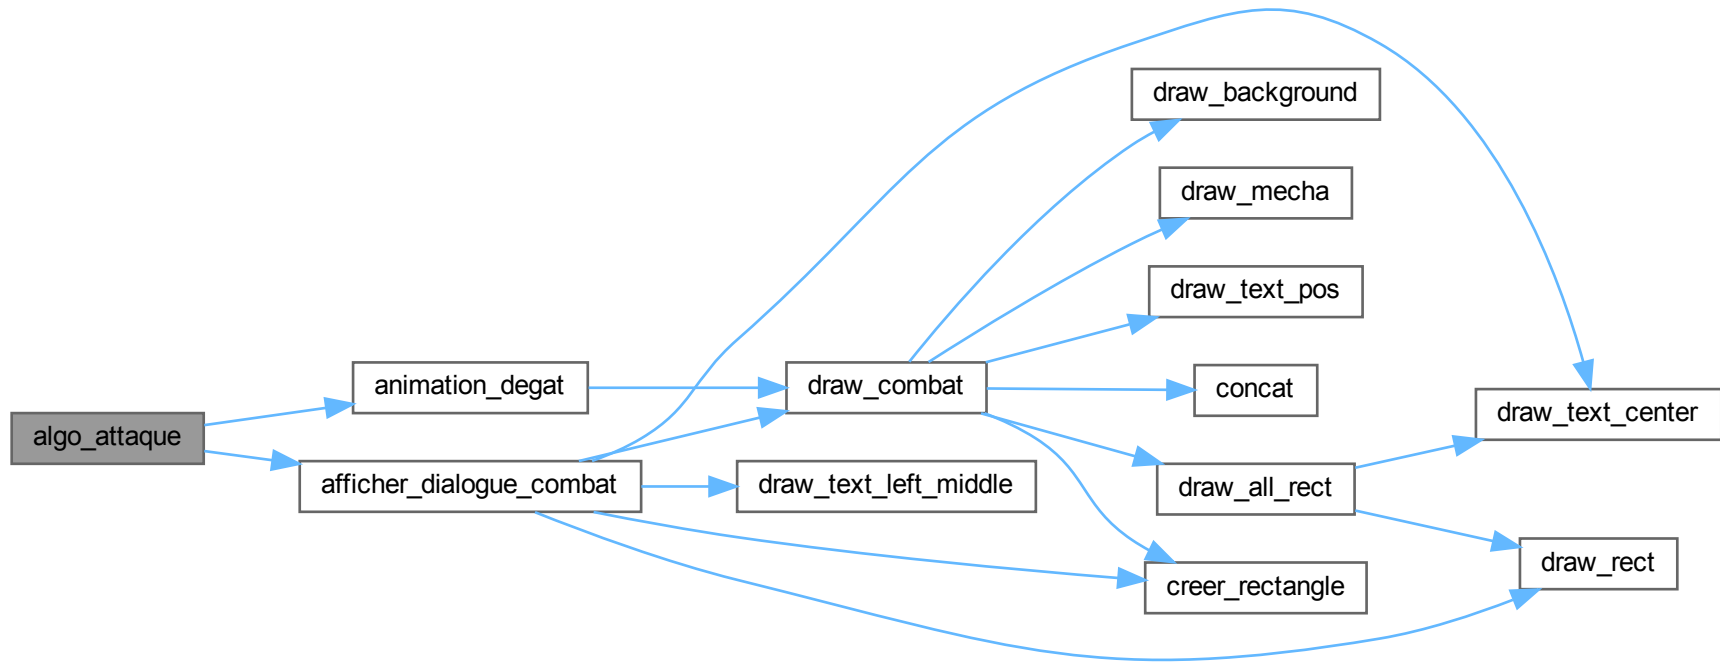 draw_background
draw_mecha
draw_text_pos
animation_degat
draw_combat
concat
draw_text_center
algo_attaque
afficher_dialogue_combat
draw_text_left_middle
draw_all_rect
draw_rect
creer_rectangle